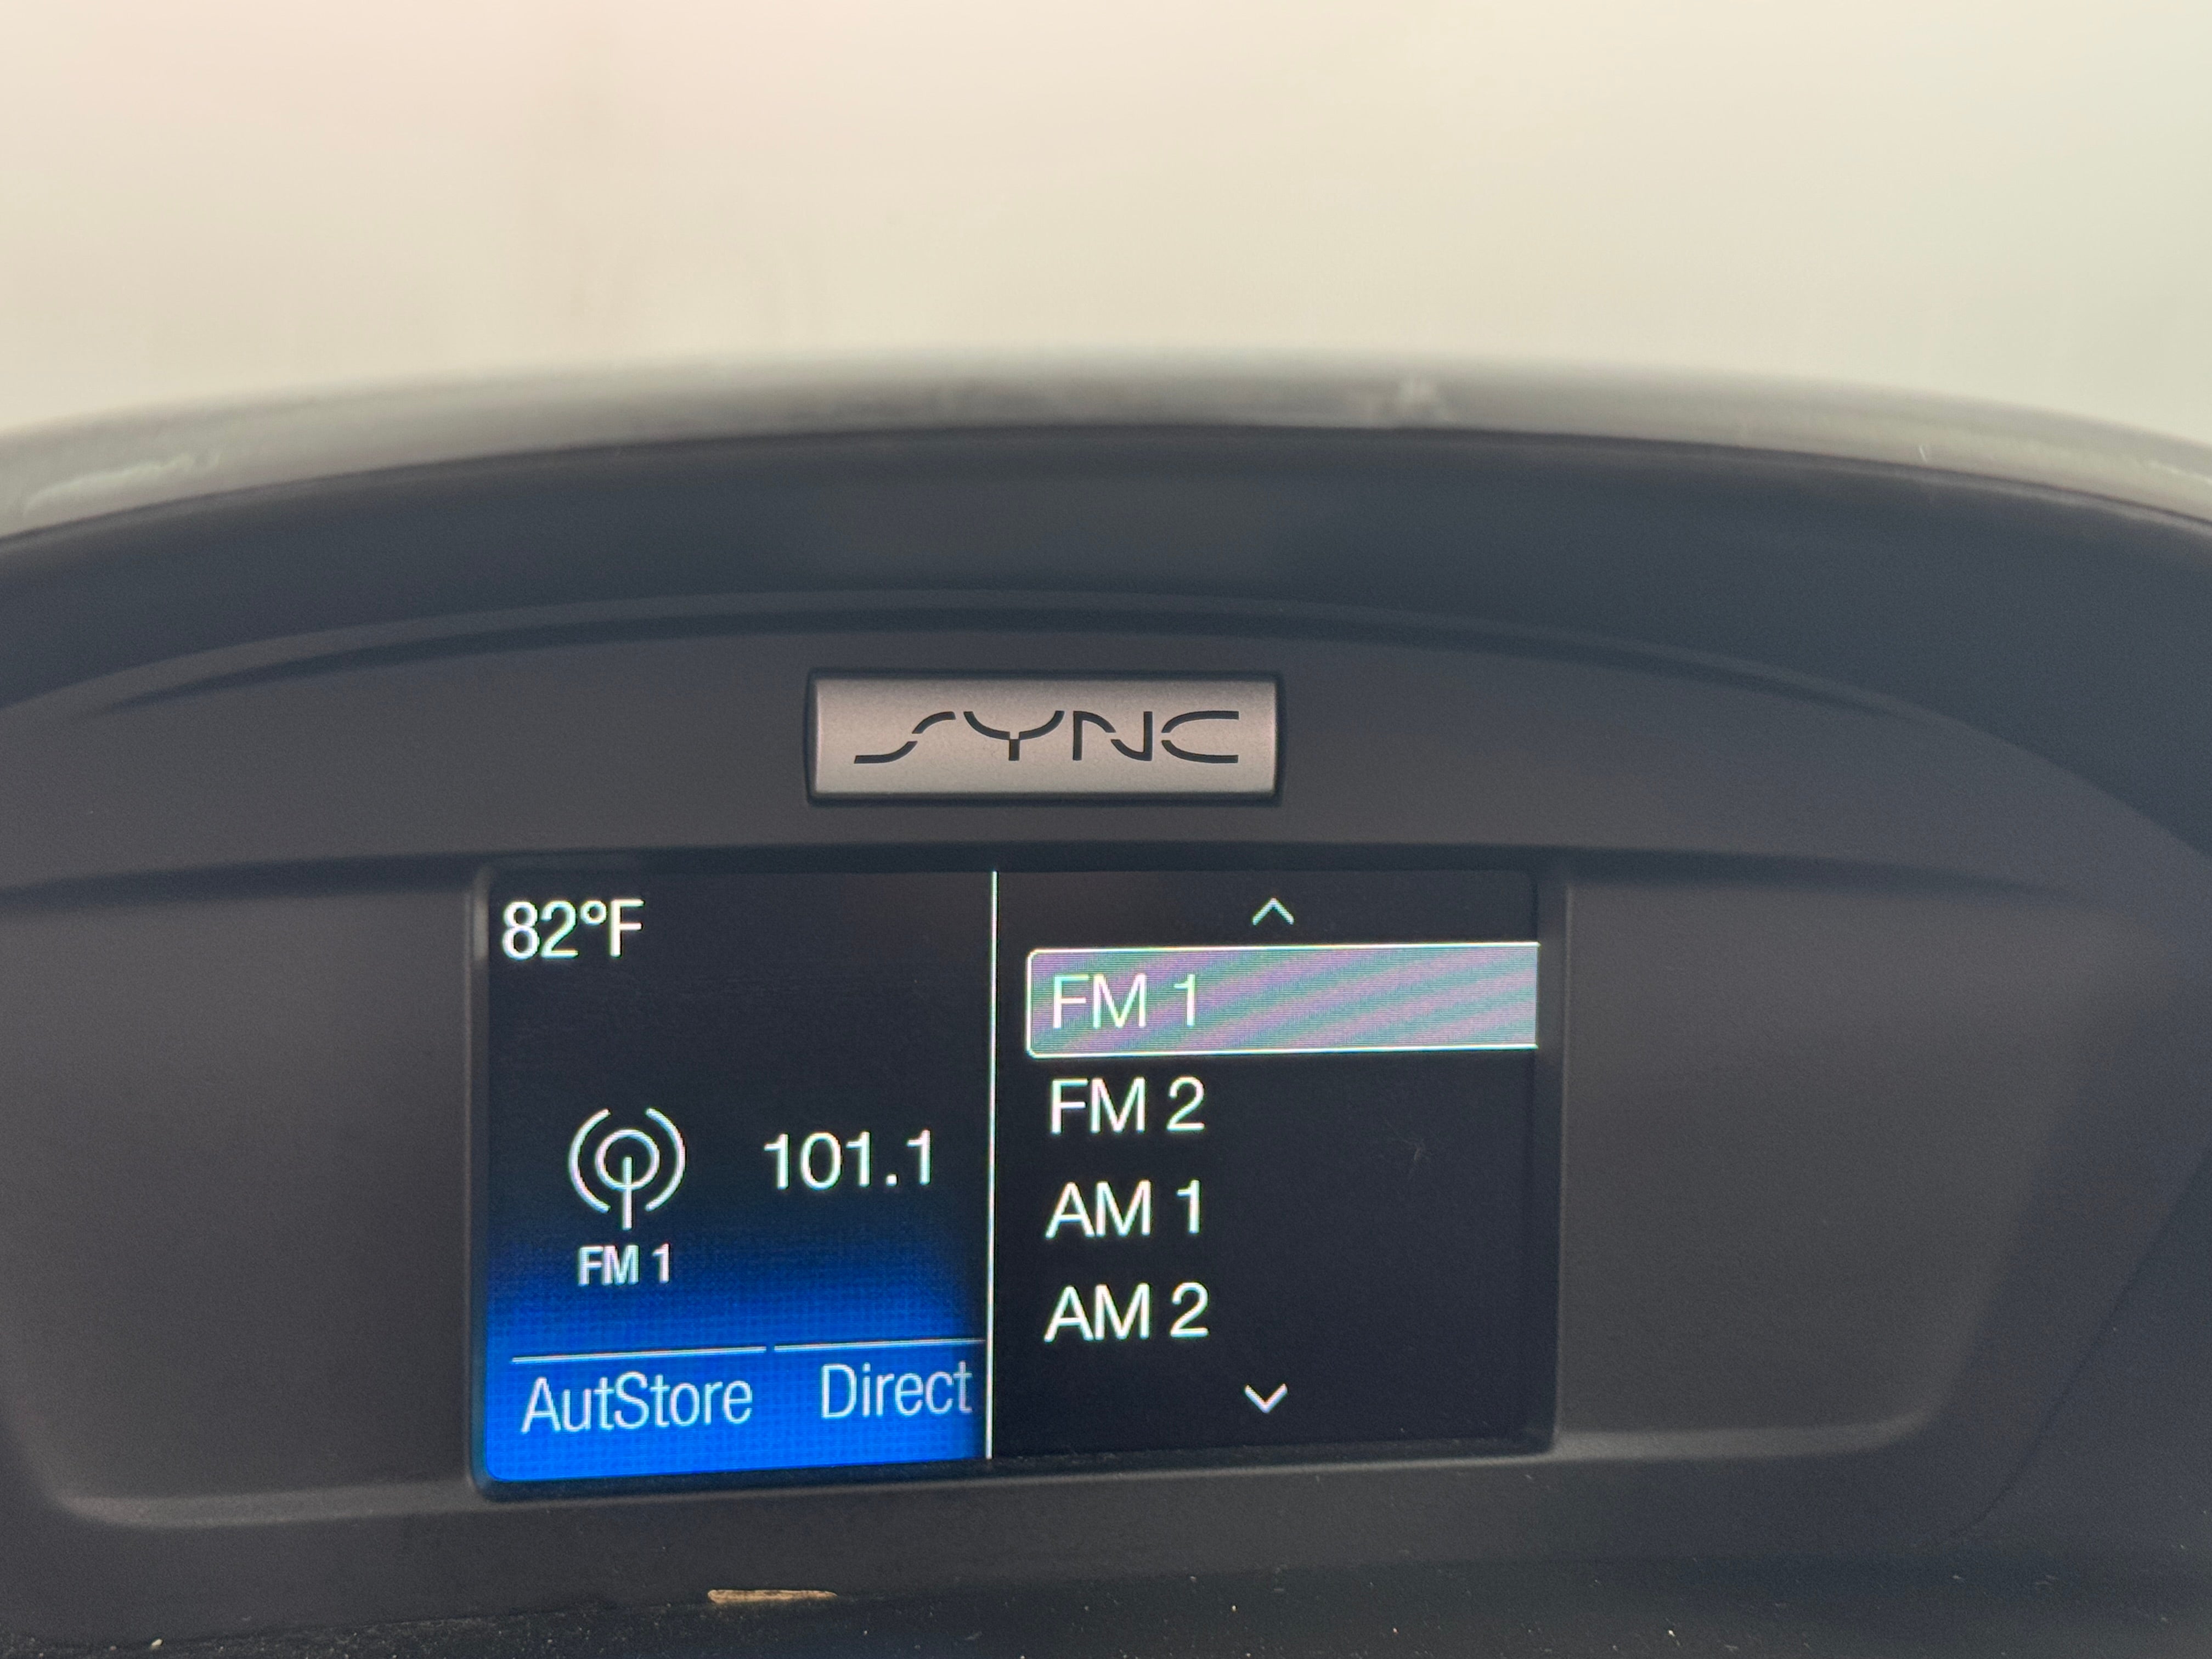 SYNC
82°F
101.1
FM 1
AutStore Direct
FM 1
FM 2
AM 1
AM 2